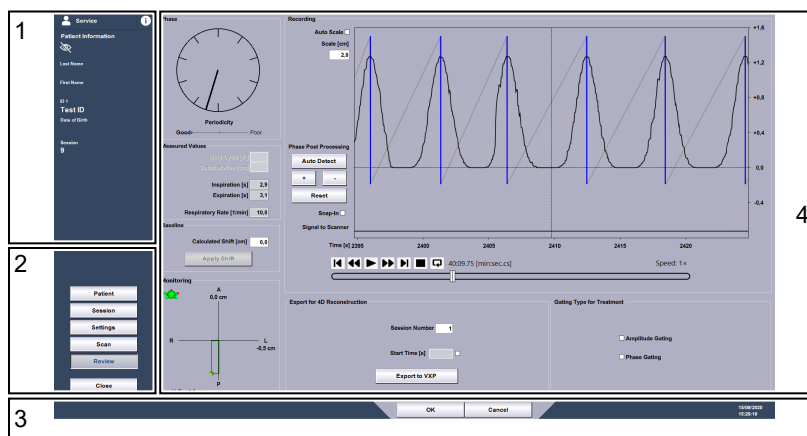 1
Service
i
Patient Information
Last Name
First Name
ID 1
Test ID
Date of Birth
Session
9
2
Patient
Session
Settings
Scan
Review
Close
3
Phase
Periodicity
Good
Poor
Measured Values
Inspiration [s] 2,9
Expiration [s] 3,1
Respiratory Rate [1/min] 10,0
Baseline
Calculated Shift [cm] 0,0
Apply Shift
Monitoring
A
0,0 cm
R
L
-0,5 cm
P
Recording
Auto Scale
Scale [cm]
2,0
+1,6
+1,2
+0,8
+0,4
0,0
-0,4
Phase Post Processing
Auto Detect
+ -
Reset
Snap-In
Signal to Scanner
Time [s] 2395 2400 2405 2410 2415 2420
40:09.75 [min:sec.cs]
Speed: 1×
Export for 4D Reconstruction
Session Number 1
Start Time [s]
Export to VXP
Gating Type for Treatment
Amplitude Gating
Phase Gating
4
OK
Cancel
15/09/2020